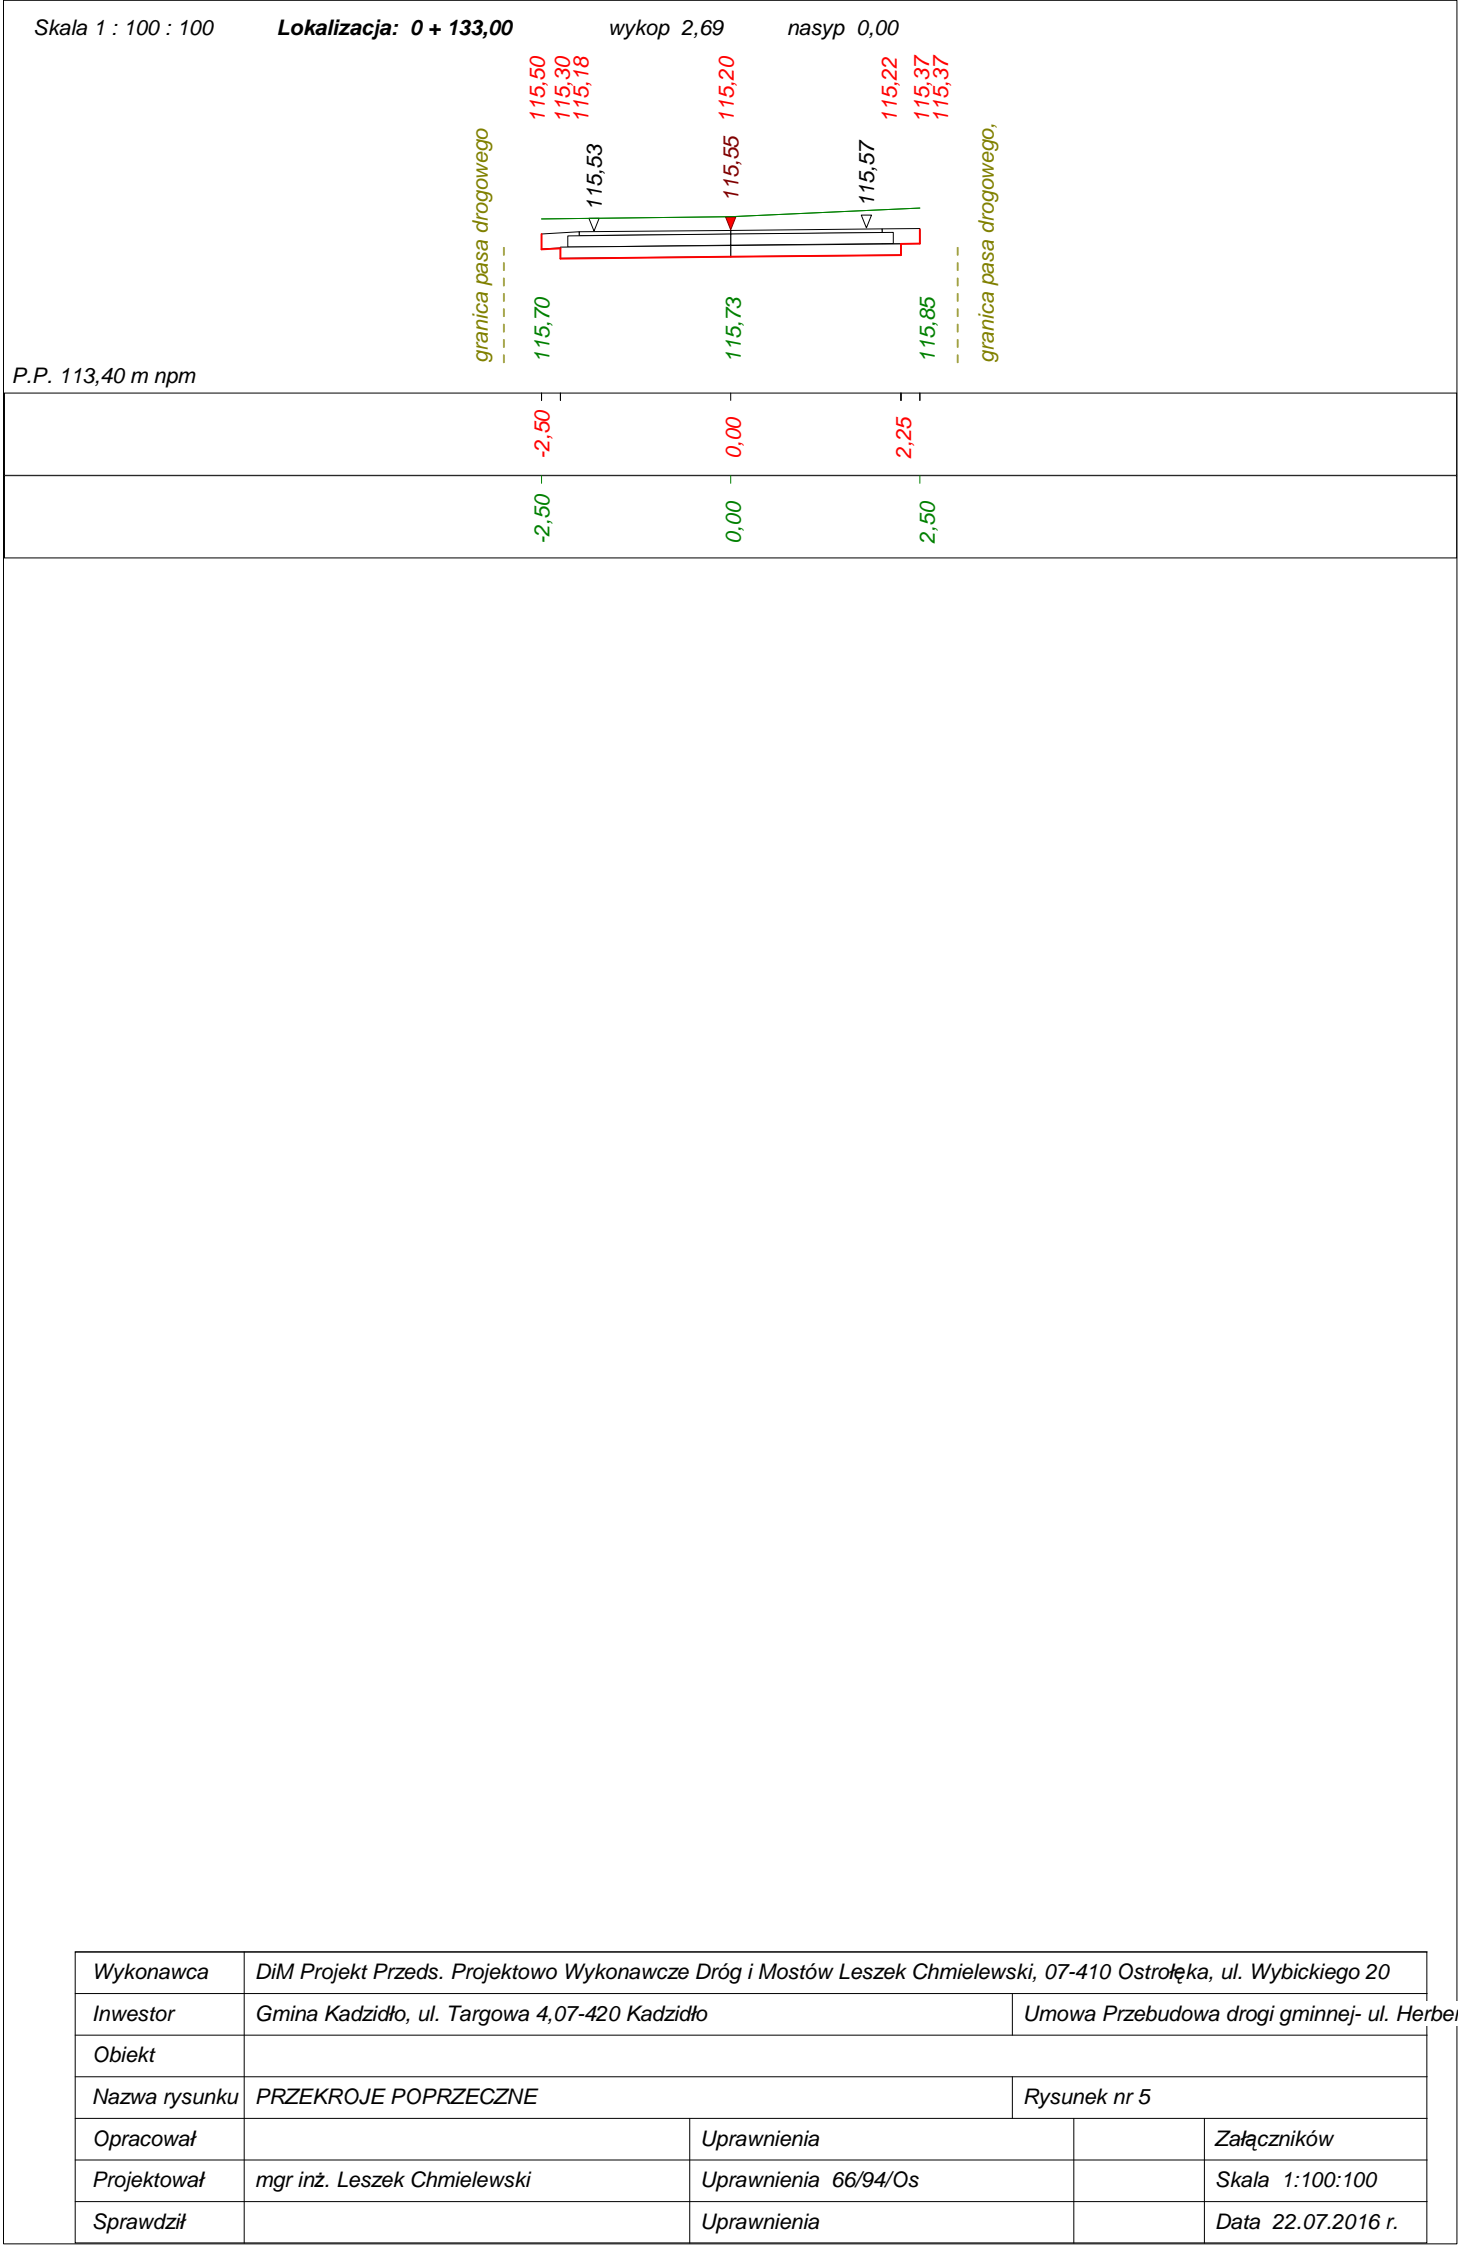 Skala 1 : 100 : 100 Lokalizacja: 0 + 133,00 wykop 2,69 nasyp 0,00
115,50
115,30
115,18
115,20
115,22
115,37
115,37
granica pasa drogowego
115,53
115,55
115,57
granica pasa drogowego,
115,70
115,73
115,85
P.P. 113,40 m npm
-2,50 0,00 2,25
-2,50 0,00 2,50
Wykonawca DiM Projekt Przeds. Projektowo Wykonawcze Dróg i Mostów Leszek Chmielewski, 07-410 Ostrołęka, ul. Wybickiego 20
Inwestor Gmina Kadzidło, ul. Targowa 4,07-420 Kadzidło Umowa Przebudowa drogi gminnej- ul.
Obiekt
Nazwa rysunku PRZEKROJE POPRZECZNE Rysunek nr 5
Opracował Uprawnienia Załączników
Projektował mgr inż. Leszek Chmielewski Uprawnienia 66/94/Os Skala 1:100:100
Sprawdził Uprawnienia Data 22.07.2016 r.